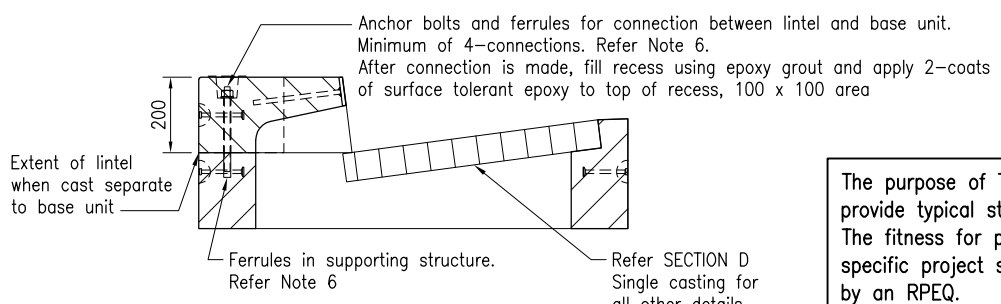 Anchor bolts and ferrules for connection between lintel and base unit.
Minimum of 4-connections. Refer Note 6.
After connection is made, fill recess using epoxy grout and apply 2-coats
of surface tolerant epoxy to top of recess, 100 x 100 area
200
Extent of lintel
when cast separate
to base unit
Ferrules in supporting structure.
Refer Note 6
Refer SECTION D
Single casting for
all other details
The purpose of
provide typical
The fitness for
specific project
by an RPEQ.